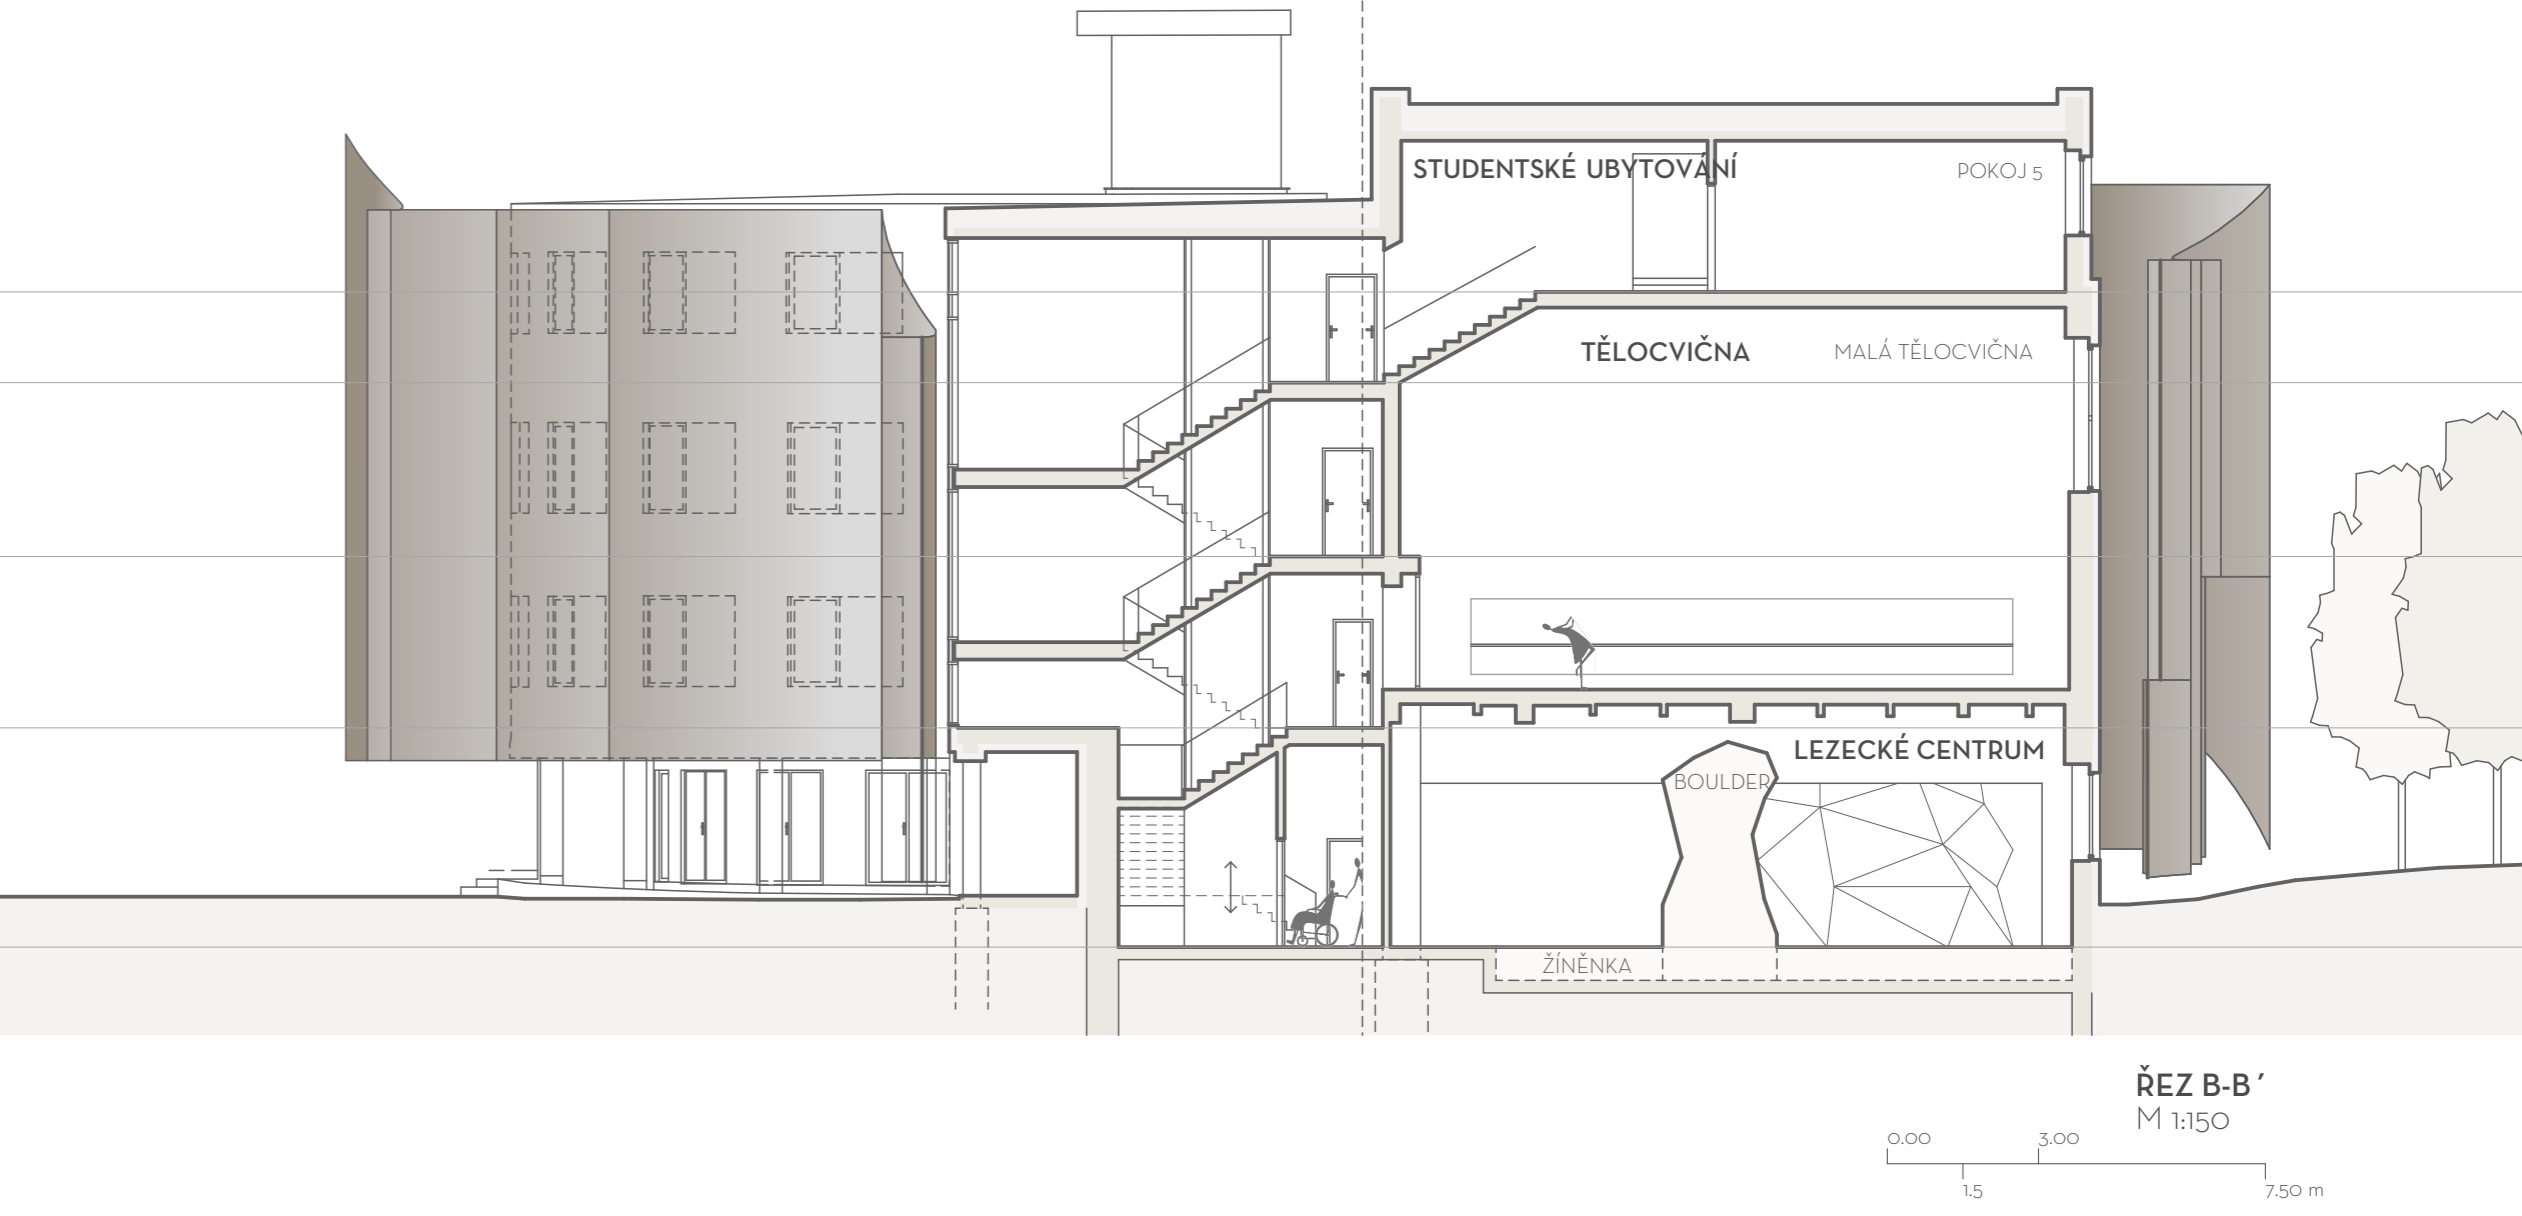 STUDENTSKÉ UBYTOVÁNÍ
POKOJ 5
TĚLOCVIČNA
MALÁ TĚLOCVIČNA
LEZECKÉ CENTRUM
BOULDER
ŽÍNĚNKA
ŘEZ B-B´
M 1:150
0.00
3.00
1.5
7.50 m